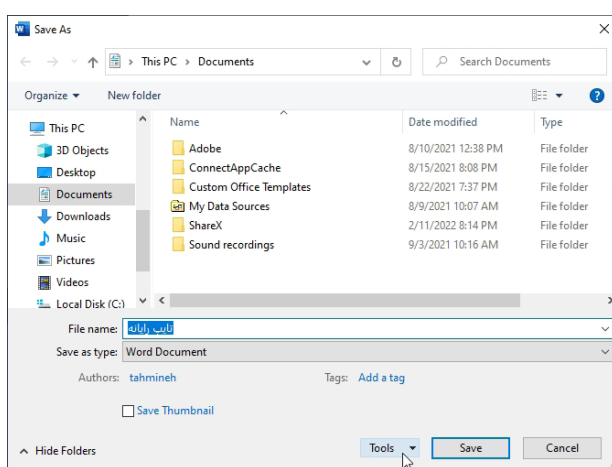 Save As
This PC > Documents
Search Documents
Organize New folder
Name Date modified Type
This PC
3D Objects
Desktop
Documents
Downloads
Music
Pictures
Videos
Local Disk (C:)
Adobe 8/10/2021 12:38 PM File folder
ConnectAppCache 8/15/2021 8:08 PM File folder
Custom Office Templates 8/22/2021 7:37 PM File folder
My Data Sources 8/9/2021 10:07 AM File folder
ShareX 2/11/2022 8:14 PM File folder
Sound recordings 9/3/2021 10:16 AM File folder
File name: تایپ رایانه
Save as type: Word Document
Authors: tahmineh Tags: Add a tag
Save Thumbnail
Hide Folders Tools Save Cancel